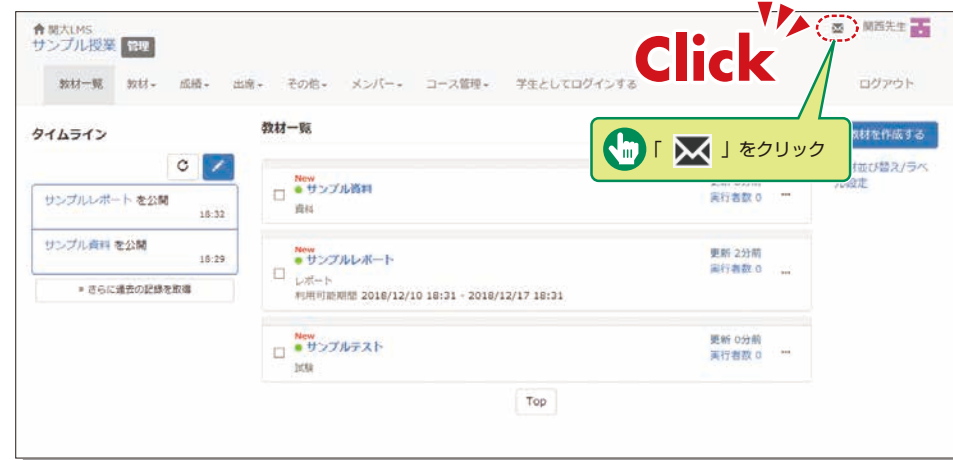 関大LMS
サンプル授業 管理
関西先生
Click
教材一覧 教材 成績 出席 その他 メンバー コース管理 学生としてログインする ログアウト
「 」をクリック
タイムライン
サンプルレポート を公開
18:32
サンプル資料 を公開
18:29
» さらに過去の記録を取得
教材一覧
New
サンプル資料
資料
実行者数 0
New
サンプルレポート
レポート
利用可能期間 2018/12/10 18:31 - 2018/12/17 18:31
更新 2分前
実行者数 0
New
サンプルテスト
試験
更新 0分前
実行者数 0
Top
教材を作成する
並び替え/ラベ
ル設定